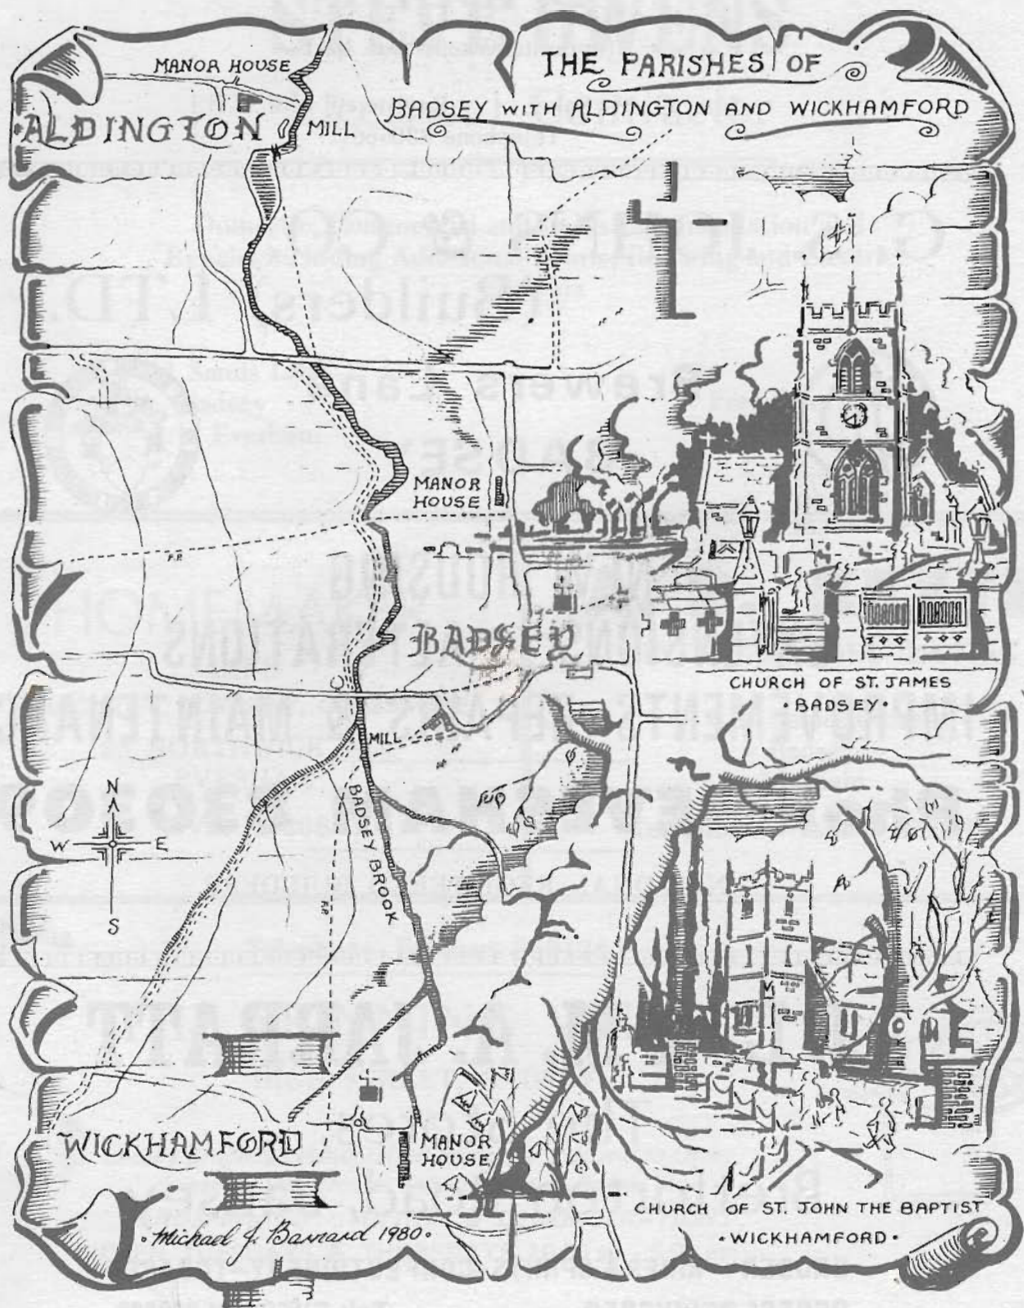 THE PARISHES OF
BADSEY WITH ALDINGTON AND WICKHAMFORD
MANOR HOUSE
ALDINGTON
MILL
MANOR
HOUSE
F.P.
BADSEY
CHURCH OF ST. JAMES
·BADSEY·
MILL
BADSEY BROOK
F.P.
N
W E
S
WICKHAMFORD
MANOR
HOUSE
CHURCH OF ST. JOHN THE BAPTIST
·WICKHAMFORD·
·Michael J. Barnard 1980·